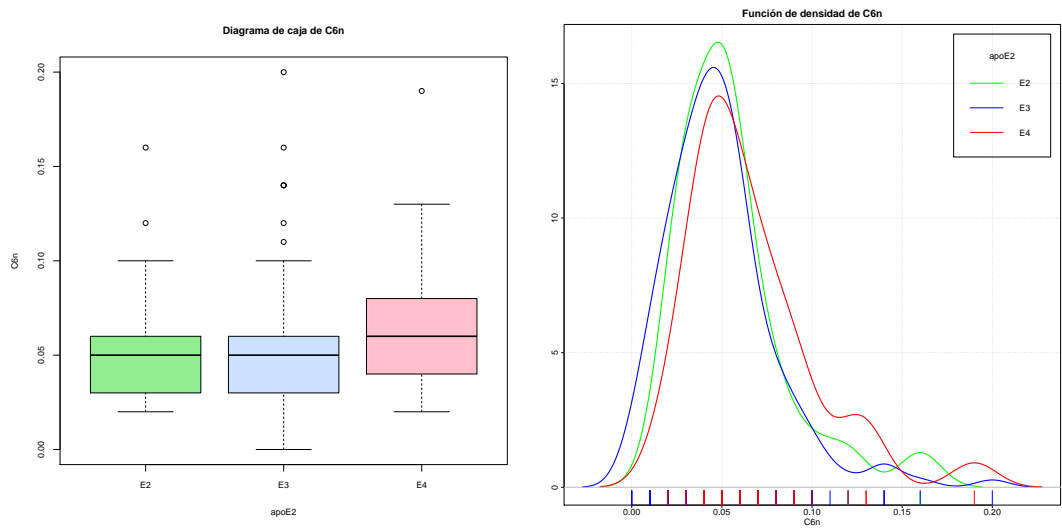 Diagrama de caja de C6n
C6n
0.00
0.05
0.10
0.15
0.20
E2
E3
E4
apoE2
Función de densidad de C6n
0
5
10
15
0.00
0.05
0.10
0.15
0.20
C6n
apoE2
E2
E3
E4